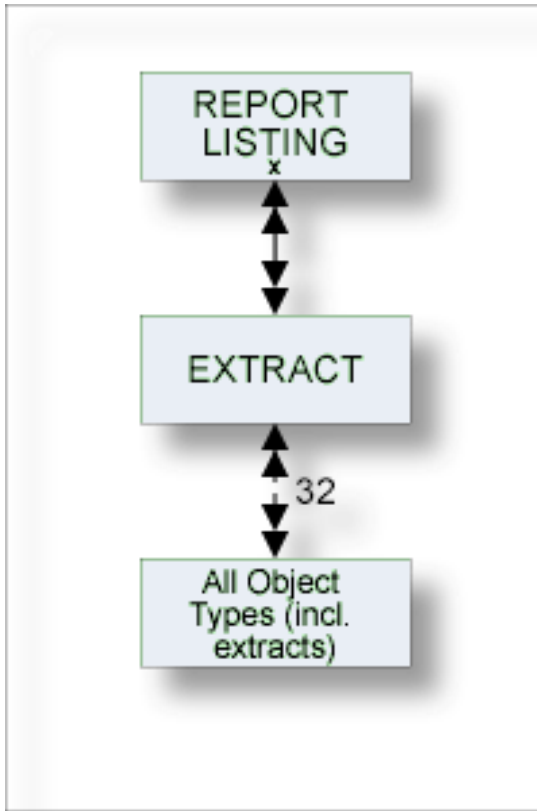 REPORT
LISTING
x
EXTRACT
32
All Object
Types (incl.
extracts)